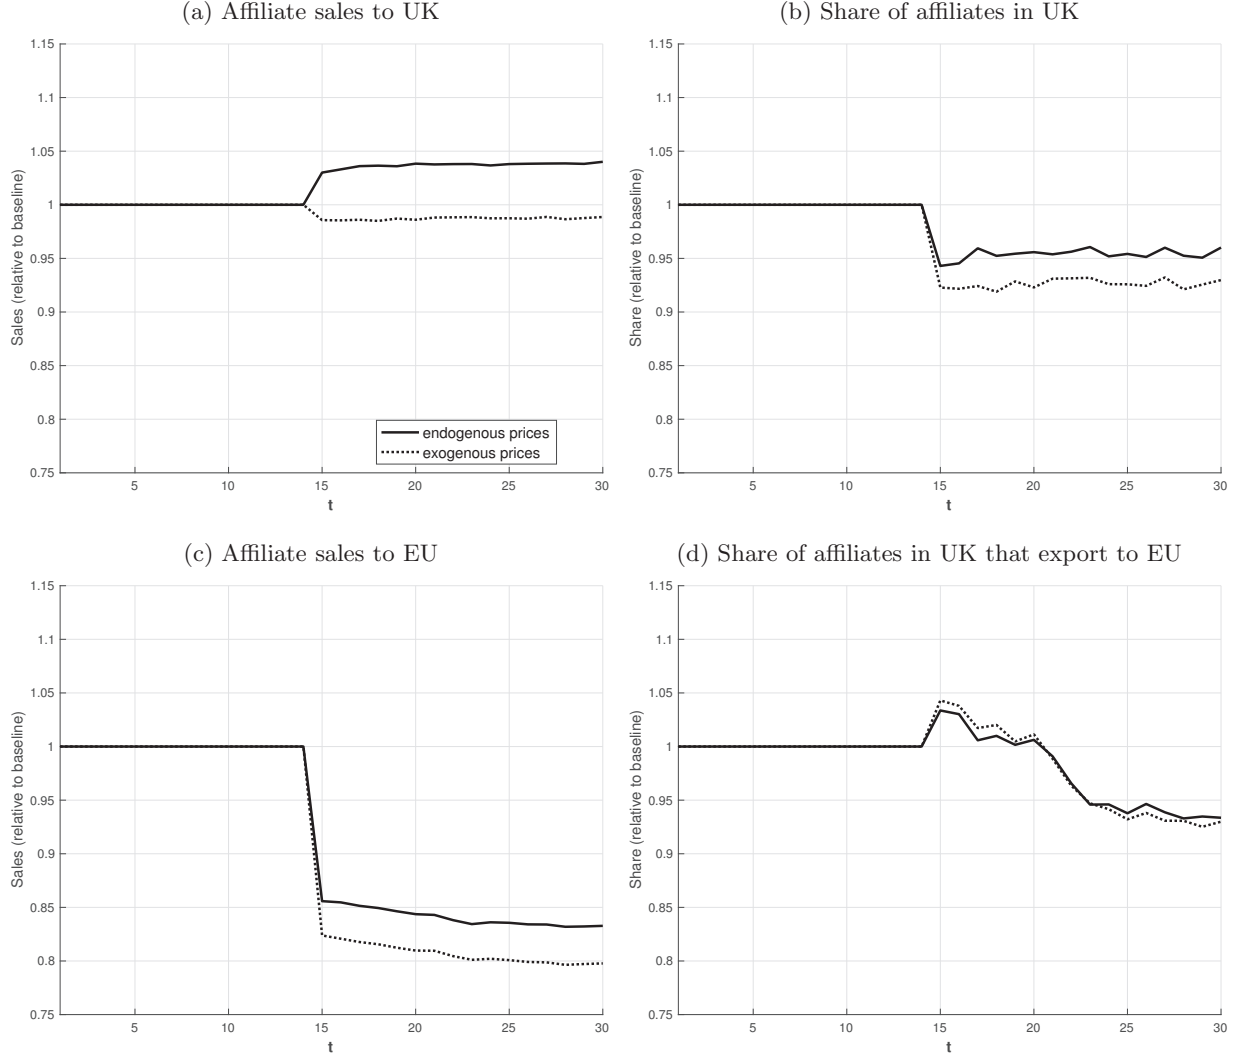 (a) Affiliate sales to UK
1.15
1.1
1.05
1
0.95
0.9
0.85
0.8
0.75
Sales (relative to baseline)
endogenous prices
exogenous prices
5 10 15 20 25 30
t
(b) Share of affiliates in UK
1.15
1.1
1.05
1
0.95
0.9
0.85
0.8
0.75
Share (relative to baseline)
5 10 15 20 25 30
t
(c) Affiliate sales to EU
1.15
1.1
1.05
1
0.95
0.9
0.85
0.8
0.75
Sales (relative to baseline)
5 10 15 20 25 30
t
(d) Share of affiliates in UK that export to EU
1.15
1.1
1.05
1
0.95
0.9
0.85
0.8
0.75
Share (relative to baseline)
5 10 15 20 25 30
t